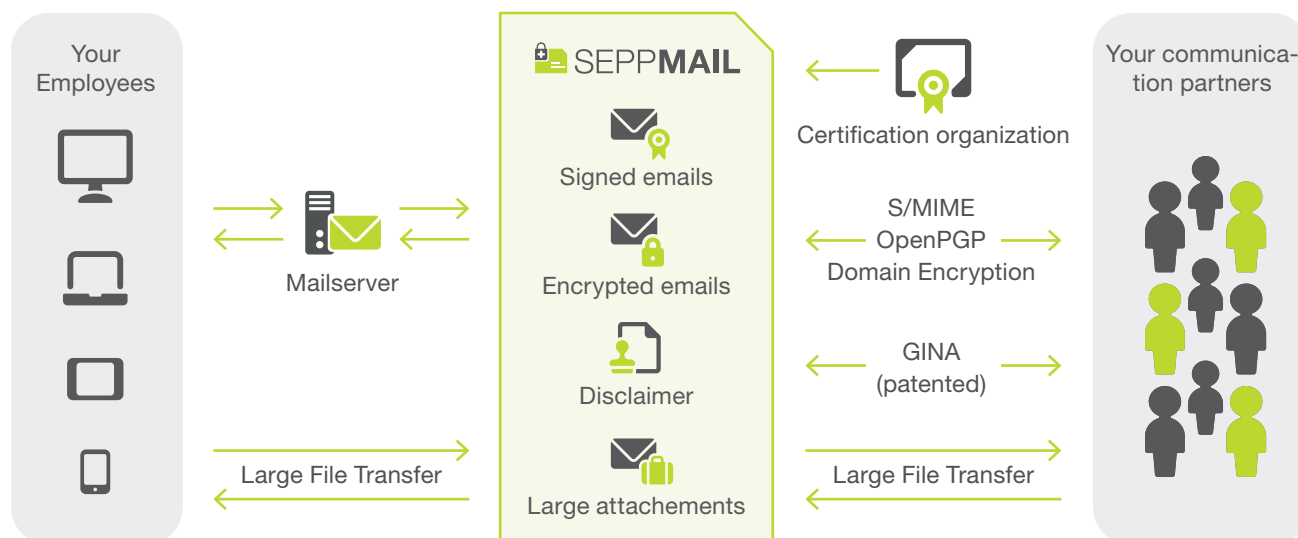 Your
Employees
SEPPMAIL
Your communica-
tion partners
Certification organization
Signed emails
S/MIME
OpenPGP
Domain Encryption
Mailserver
Encrypted emails
GINA
(patented)
Disclaimer
Large File Transfer
Large attachements
Large File Transfer